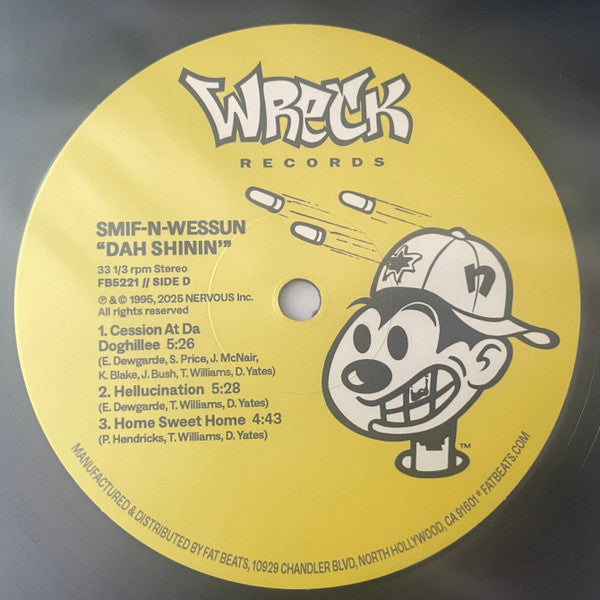 WRECK
RECORDS
SMIF-N-WESSUN
“DAH SHININ’”
33 1/3 rpm Stereo
FB5221 // SIDE D
℗ & © 1995, 2025 NERVOUS Inc.
All rights reserved
1. Cession At Da
Doghillee 5:26
(E. Dewgarde, S. Price, J. McNair,
K. Blake, J. Bush, T. Williams, D. Yates)
2. Hellucination 5:28
(E. Dewgarde, T. Williams, D. Yates)
3. Home Sweet Home 4:43
(P. Hendricks, T. Williams, D. Yates)
n
TM
MANUFACTURED & DISTRIBUTED BY FAT BEATS, 10929 CHANDLER BLVD, NORTH HOLLYWOOD, CA 91601 * FATBEATS.COM